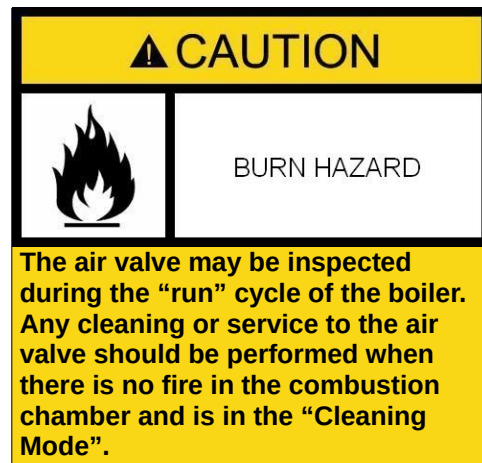 CAUTION
BURN HAZARD
The air valve may be inspected
during the “run” cycle of the boiler.
Any cleaning or service to the air
valve should be performed when
there is no fire in the combustion
chamber and is in the “Cleaning
Mode”.